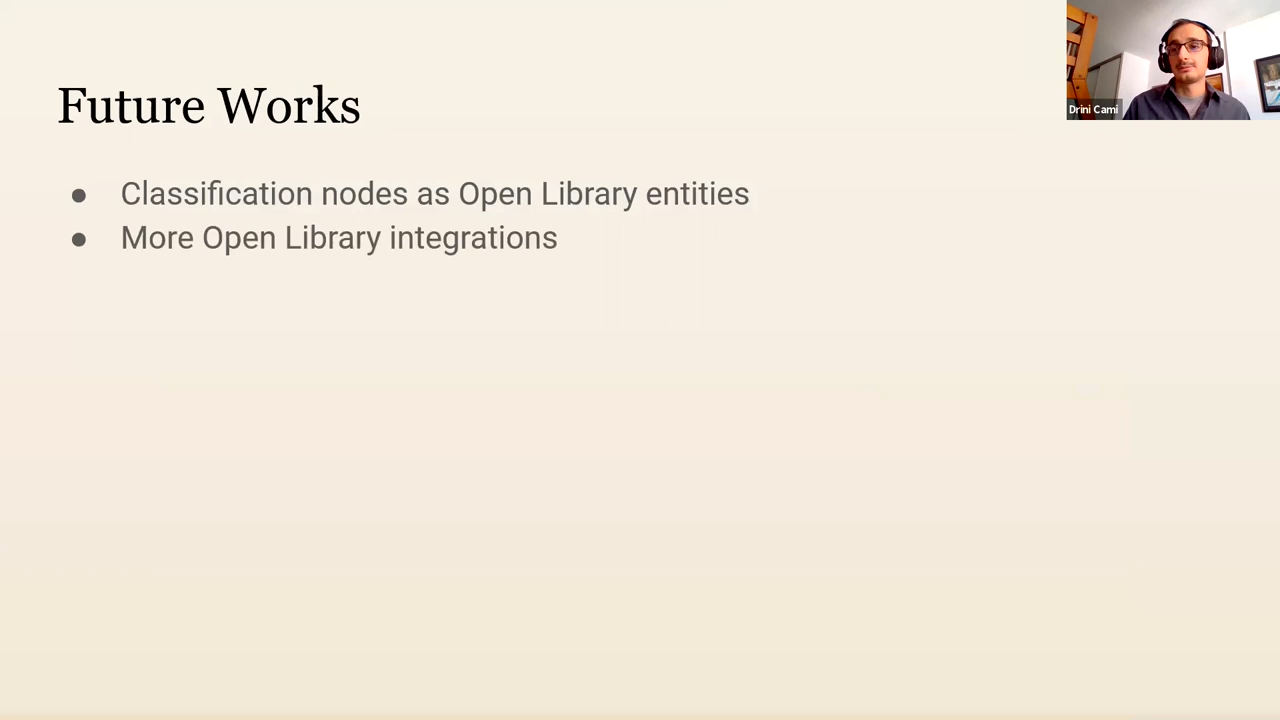 Future Works
● Classification nodes as Open Library entities
● More Open Library integrations
Drini Cami